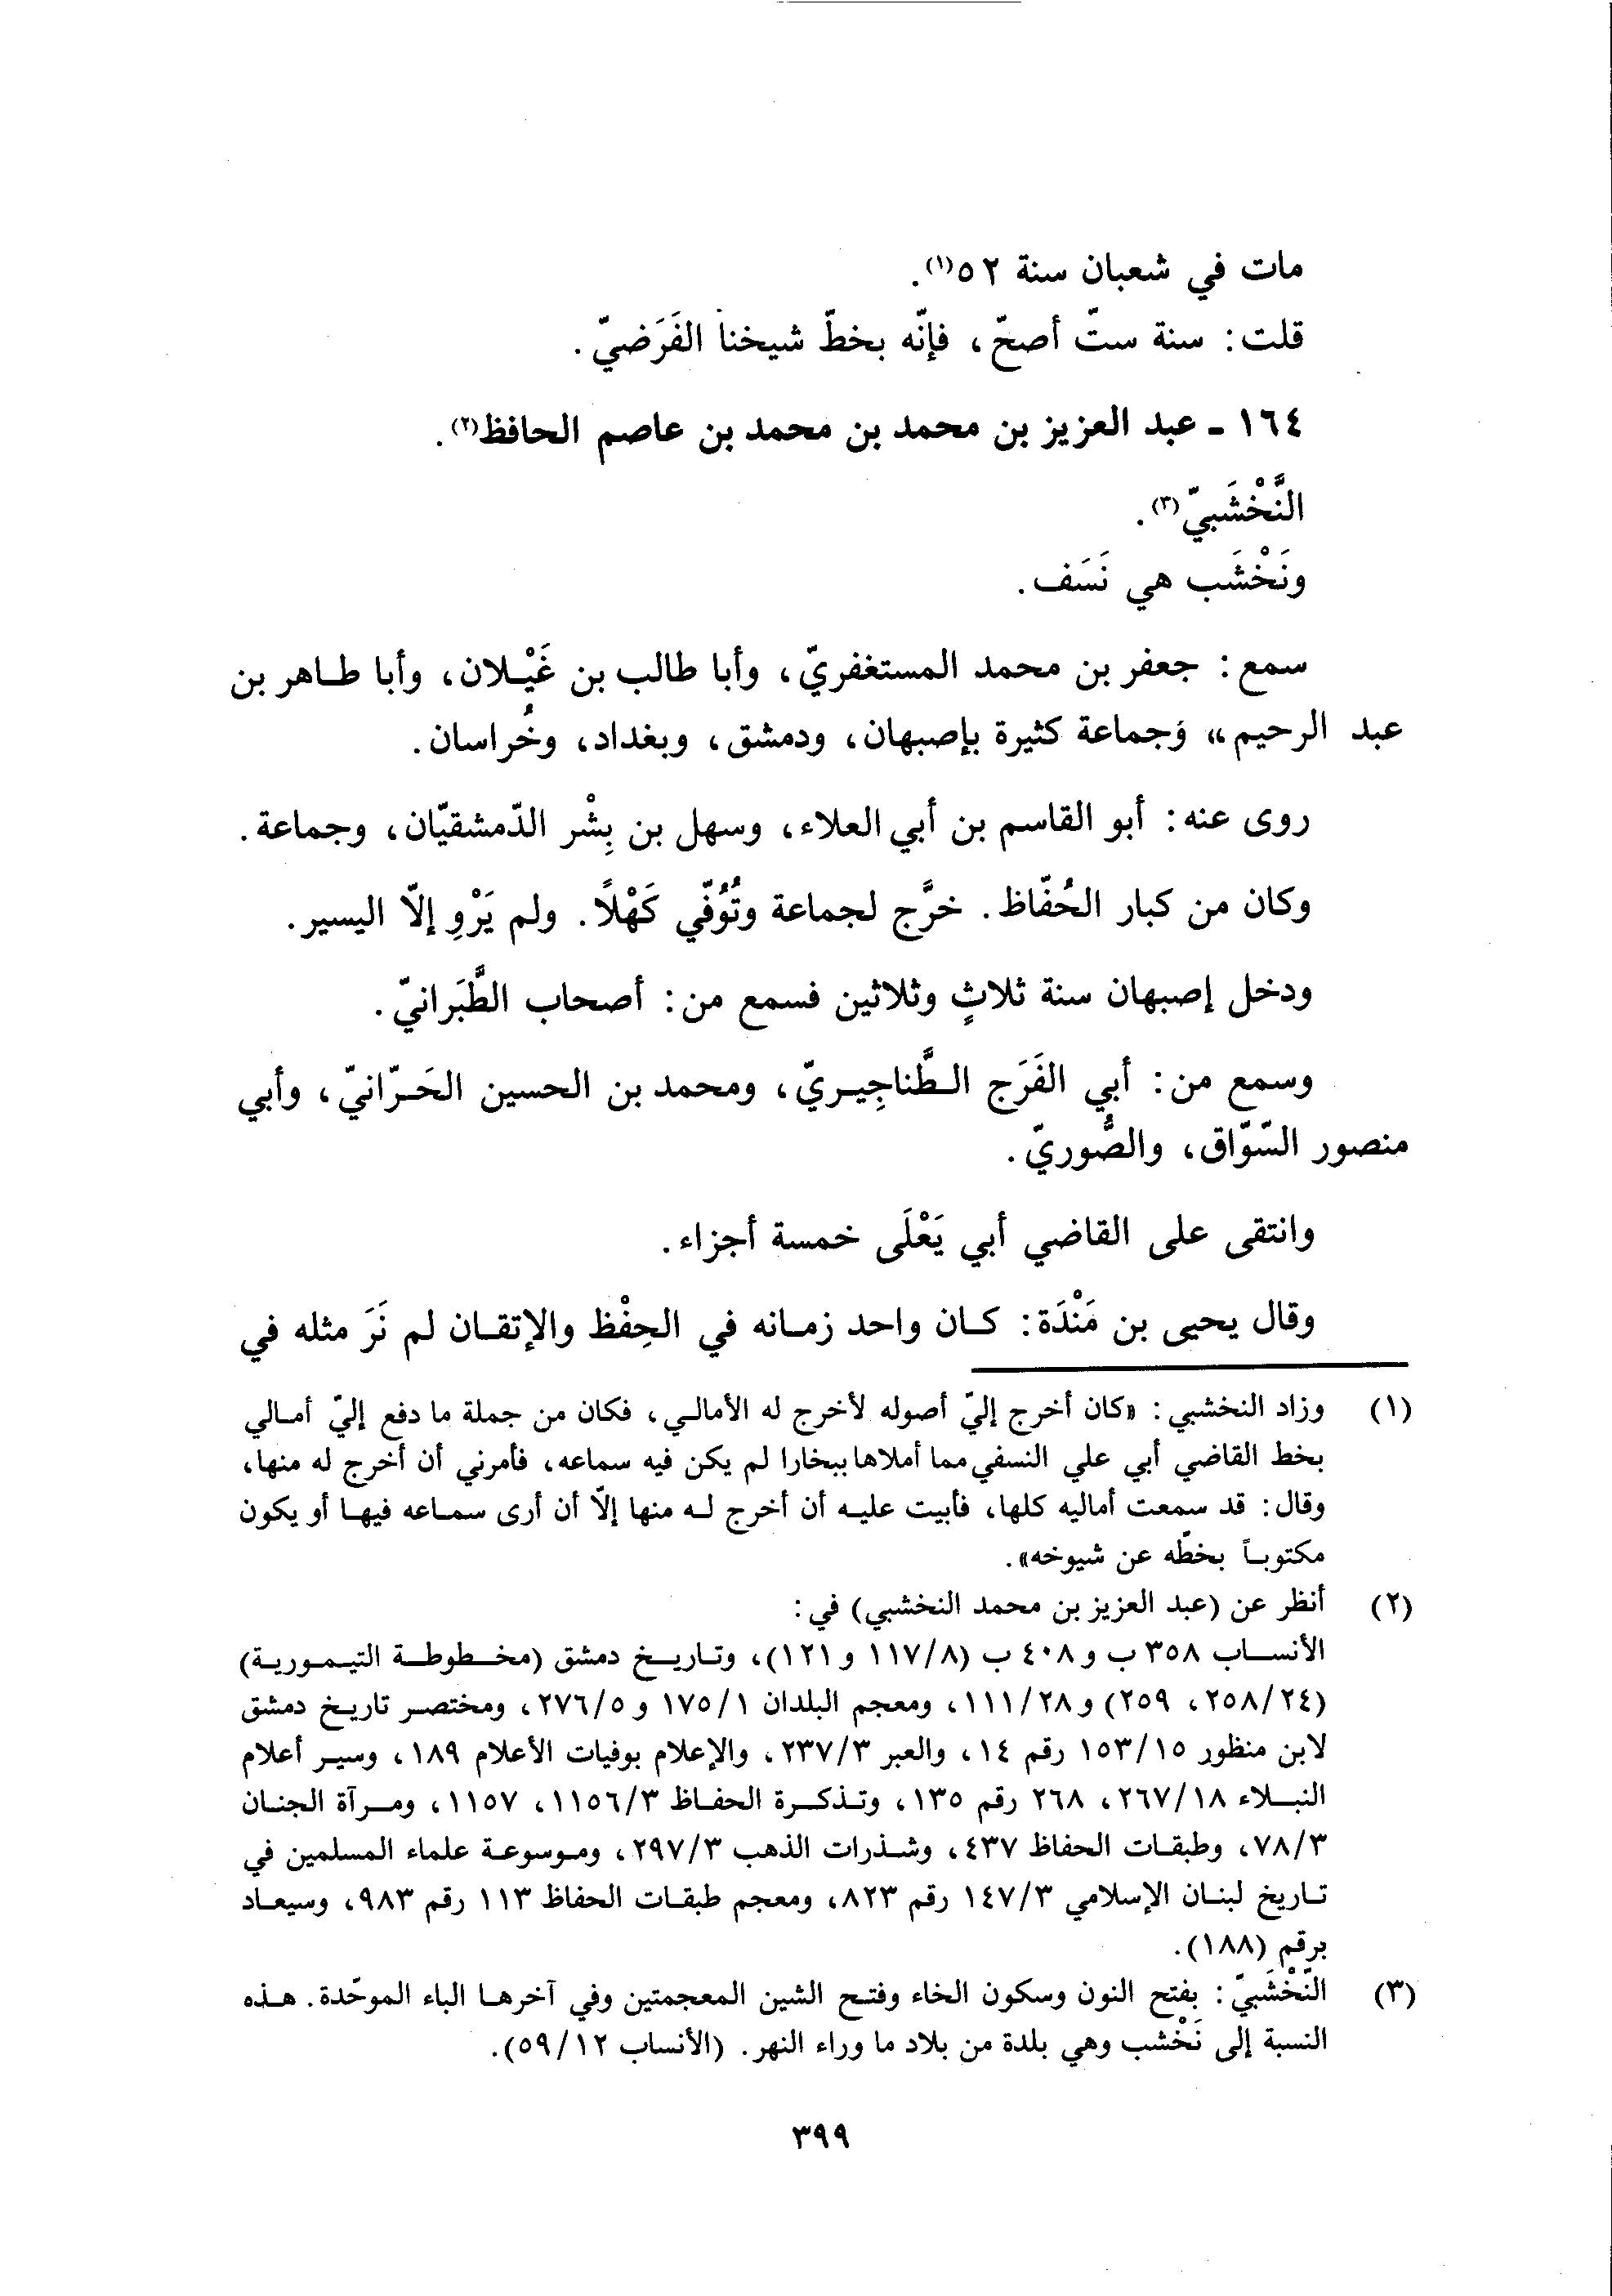 مات في شعبان سنة ٥٢(١).
قلت: سنة ستّ أصحّ، فإنّه بخطّ شيخنا الفَرَضيّ.
١٦٤ - عبد العزيز بن محمد بن محمد بن عاصم الحافظ(٢).
النَّخْشَبيّ(٣).
ونَخْشَب هي نَسَف.
سمع: جعفر بن محمد المستغفريّ، وأبا طالب بن غَيْلان، وأبا طاهر بن
عبد الرحيم» وَجماعة كثيرة بإصبهان، ودمشق، وبغداد، وخُراسان.
روى عنه: أبو القاسم بن أبي العلاء، وسهل بن بِشْر الدّمشقيّان، وجماعة.
وكان من كبار الحُفّاظ. خرَّج لجماعة وتُوُفّي كَهْلًا. ولم يَرْوِ إلّا اليسير.
ودخل إصبهان سنة ثلاثٍ وثلاثين فسمع من: أصحاب الطَّبَرانيّ.
وسمع من: أبي الفَرَج الطَّناجِيريّ، ومحمد بن الحسين الحَرّانيّ، وأبي
منصور السّوّاق، والصُّوريّ.
وانتقى على القاضي أبي يَعْلَى خمسة أجزاء.
وقال يحيى بن مَنْدَة: كان واحد زمانه في الحِفْظ والإتقان لم نَرَ مثله في
(١) وزاد النخشبي: «كان أخرج إليّ أصوله لأخرج له الأمالي، فكان من جملة ما دفع إليّ أمالي
بخط القاضي أبي علي النسفي مما أملاها ببخارا لم يكن فيه سماعه، فأمرني أن أخرج له منها،
وقال: قد سمعت أماليه كلها، فأبيت عليه أن أخرج له منها إلّا أن أرى سماعه فيها أو يكون
مكتوباً بخطّه عن شيوخه».
(٢) أنظر عن (عبد العزيز بن محمد النخشبي) في:
الأنساب ٣٥٨ ب و ٤٠٨ ب (١١٧/٨ و ١٢١)، وتاريخ دمشق (مخطوطة التيمورية)
(٢٥٨/٢٤، ٢٥٩) و ١١١/٢٨، ومعجم البلدان ١٧٥/١ و ٢٧٦/٥، ومختصر تاريخ دمشق
لابن منظور ١٥٣/١٥ رقم ١٤، والعبر ٢٣٧/٣، والإعلام بوفيات الأعلام ١٨٩، وسير أعلام
النبلاء ٢٦٧/١٨، ٢٦٨ رقم ١٣٥، وتذكرة الحفاظ ١١٥٦/٣، ١١٥٧، ومرآة الجنان
٧٨/٣، وطبقات الحفاظ ٤٣٧، وشذرات الذهب ٢٩٧/٣، وموسوعة علماء المسلمين في
تاريخ لبنان الإسلامي ١٤٧/٣ رقم ٨٢٣، ومعجم طبقات الحفاظ ١١٣ رقم ٩٨٣، وسيعاد
برقم (١٨٨).
(٣) النّخْشَبيّ: بفتح النون وسكون الخاء وفتح الشين المعجمتين وفي آخرها الباء الموحّدة. هذه
النسبة إلى نَخْشب وهي بلدة من بلاد ما وراء النهر. (الأنساب ٥٩/١٢).
٣٩٩